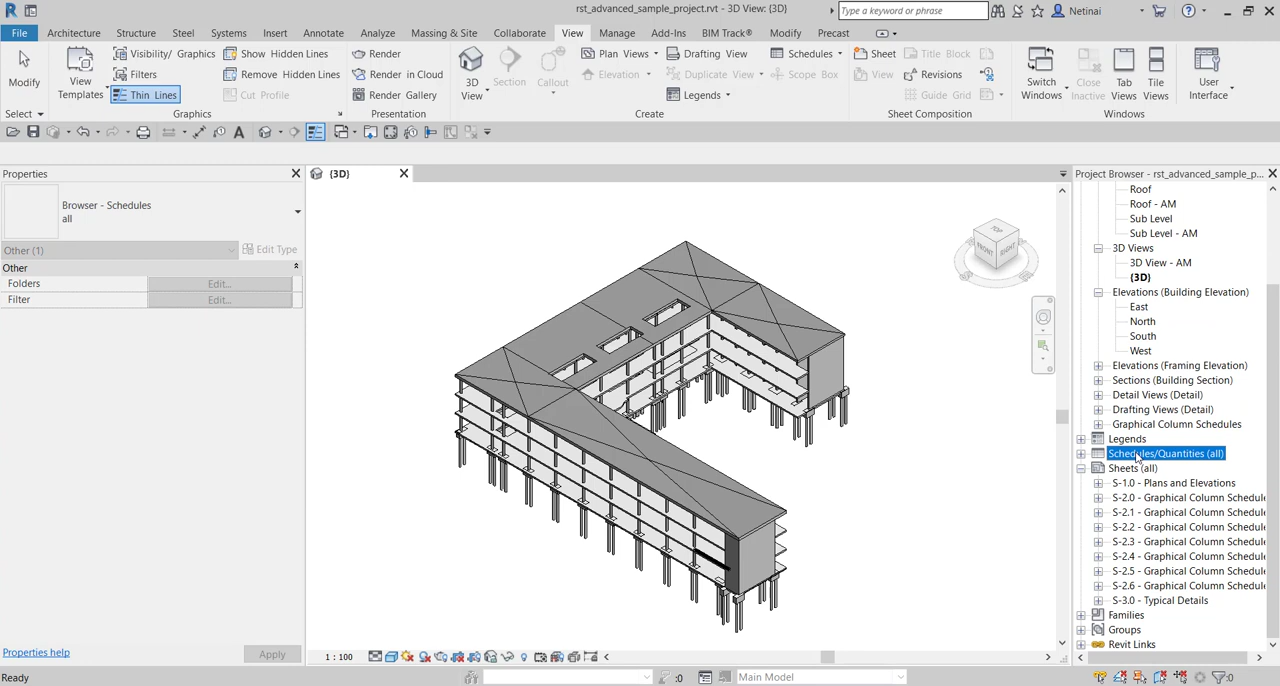 rst_advanced_sample_project.rvt - 3D View: {3D}
Type a keyword or phrase
Netinai
File Architecture Structure Steel Systems Insert Annotate Analyze Massing & Site Collaborate View Manage Add-Ins BIM Track® Modify Precast
Modify
View Templates
Visibility/ Graphics
Filters
Thin Lines
Show Hidden Lines
Remove Hidden Lines
Cut Profile
Render
Render in Cloud
Render Gallery
3D View
Section
Callout
Plan Views
Elevation
Drafting View
Duplicate View
Legends
Schedules
Scope Box
Sheet
View
Title Block
Revisions
Guide Grid
Switch Windows
Close Inactive
Tab Views
Tile Views
User Interface
Select
Graphics
Presentation
Create
Sheet Composition
Windows
Properties
Browser - Schedules
all
Other (1)
Edit Type
Other
Folders Edit...
Filter Edit...
Properties help
Apply
{3D}
TOP
FRONT
RIGHT
1 : 100
Project Browser - rst_advanced_sample_p...
Roof
Roof - AM
Sub Level
Sub Level - AM
3D Views
3D View - AM
{3D}
Elevations (Building Elevation)
East
North
South
West
Elevations (Framing Elevation)
Sections (Building Section)
Detail Views (Detail)
Drafting Views (Detail)
Graphical Column Schedules
Legends
Schedules/Quantities (all)
Sheets (all)
S-1.0 - Plans and Elevations
S-2.0 - Graphical Column Schedule
S-2.1 - Graphical Column Schedule
S-2.2 - Graphical Column Schedule
S-2.3 - Graphical Column Schedule
S-2.4 - Graphical Column Schedule
S-2.5 - Graphical Column Schedule
S-2.6 - Graphical Column Schedule
S-3.0 - Typical Details
Families
Groups
Revit Links
Ready
:0
Main Model
:0